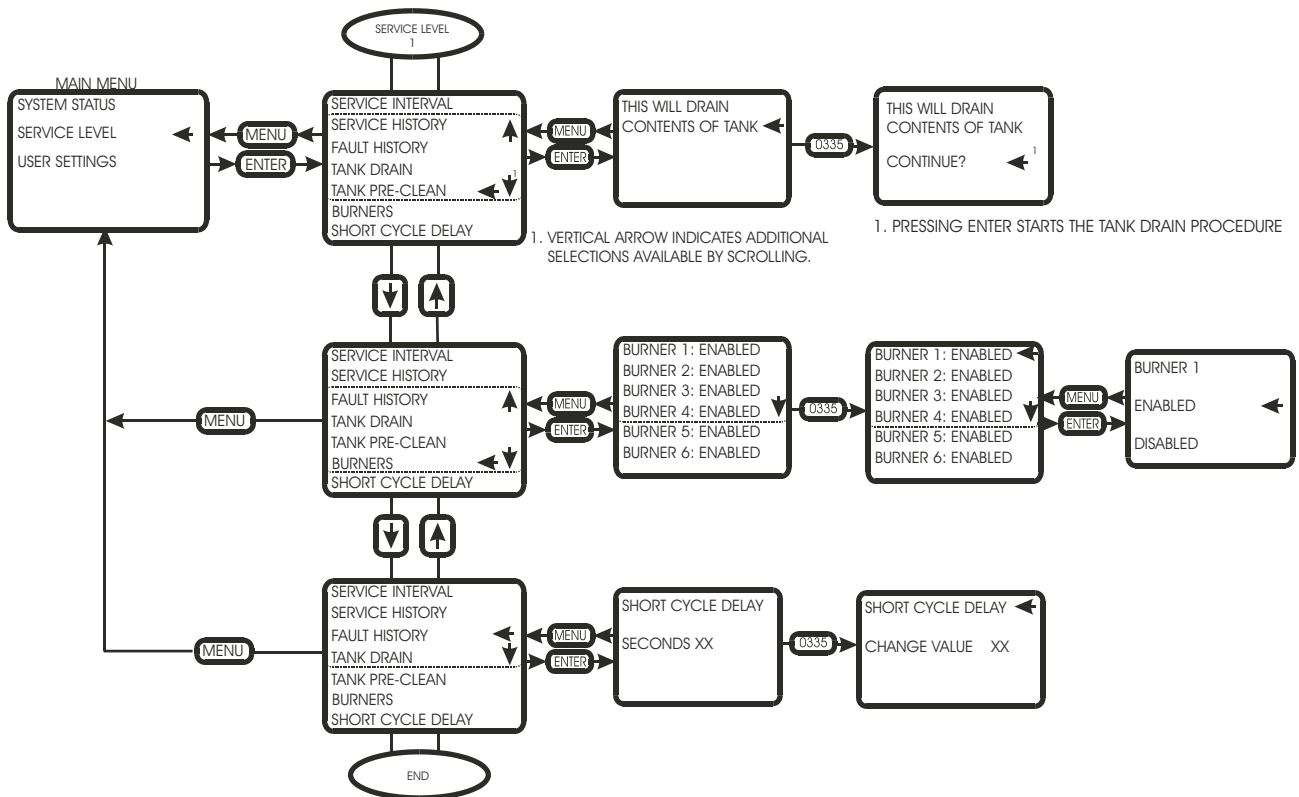 SERVICE LEVEL
1
MAIN MENU
SYSTEM STATUS
SERVICE LEVEL
USER SETTINGS
MENU
ENTER
SERVICE INTERVAL
SERVICE HISTORY
FAULT HISTORY
TANK DRAIN
1
TANK PRE-CLEAN
BURNERS
SHORT CYCLE DELAY
MENU
ENTER
THIS WILL DRAIN
CONTENTS OF TANK
0335
THIS WILL DRAIN
CONTENTS OF TANK
CONTINUE?
1
1. VERTICAL ARROW INDICATES ADDITIONAL
SELECTIONS AVAILABLE BY SCROLLING.
1. PRESSING ENTER STARTS THE TANK DRAIN PROCEDURE
MENU
SERVICE INTERVAL
SERVICE HISTORY
FAULT HISTORY
TANK DRAIN
TANK PRE-CLEAN
BURNERS
SHORT CYCLE DELAY
MENU
ENTER
BURNER 1: ENABLED
BURNER 2: ENABLED
BURNER 3: ENABLED
BURNER 4: ENABLED
BURNER 5: ENABLED
BURNER 6: ENABLED
0335
BURNER 1: ENABLED
BURNER 2: ENABLED
BURNER 3: ENABLED
BURNER 4: ENABLED
BURNER 5: ENABLED
BURNER 6: ENABLED
MENU
ENTER
BURNER 1
ENABLED
DISABLED
MENU
SERVICE INTERVAL
SERVICE HISTORY
FAULT HISTORY
TANK DRAIN
TANK PRE-CLEAN
BURNERS
SHORT CYCLE DELAY
MENU
ENTER
SHORT CYCLE DELAY
SECONDS XX
0335
SHORT CYCLE DELAY
CHANGE VALUE XX
END